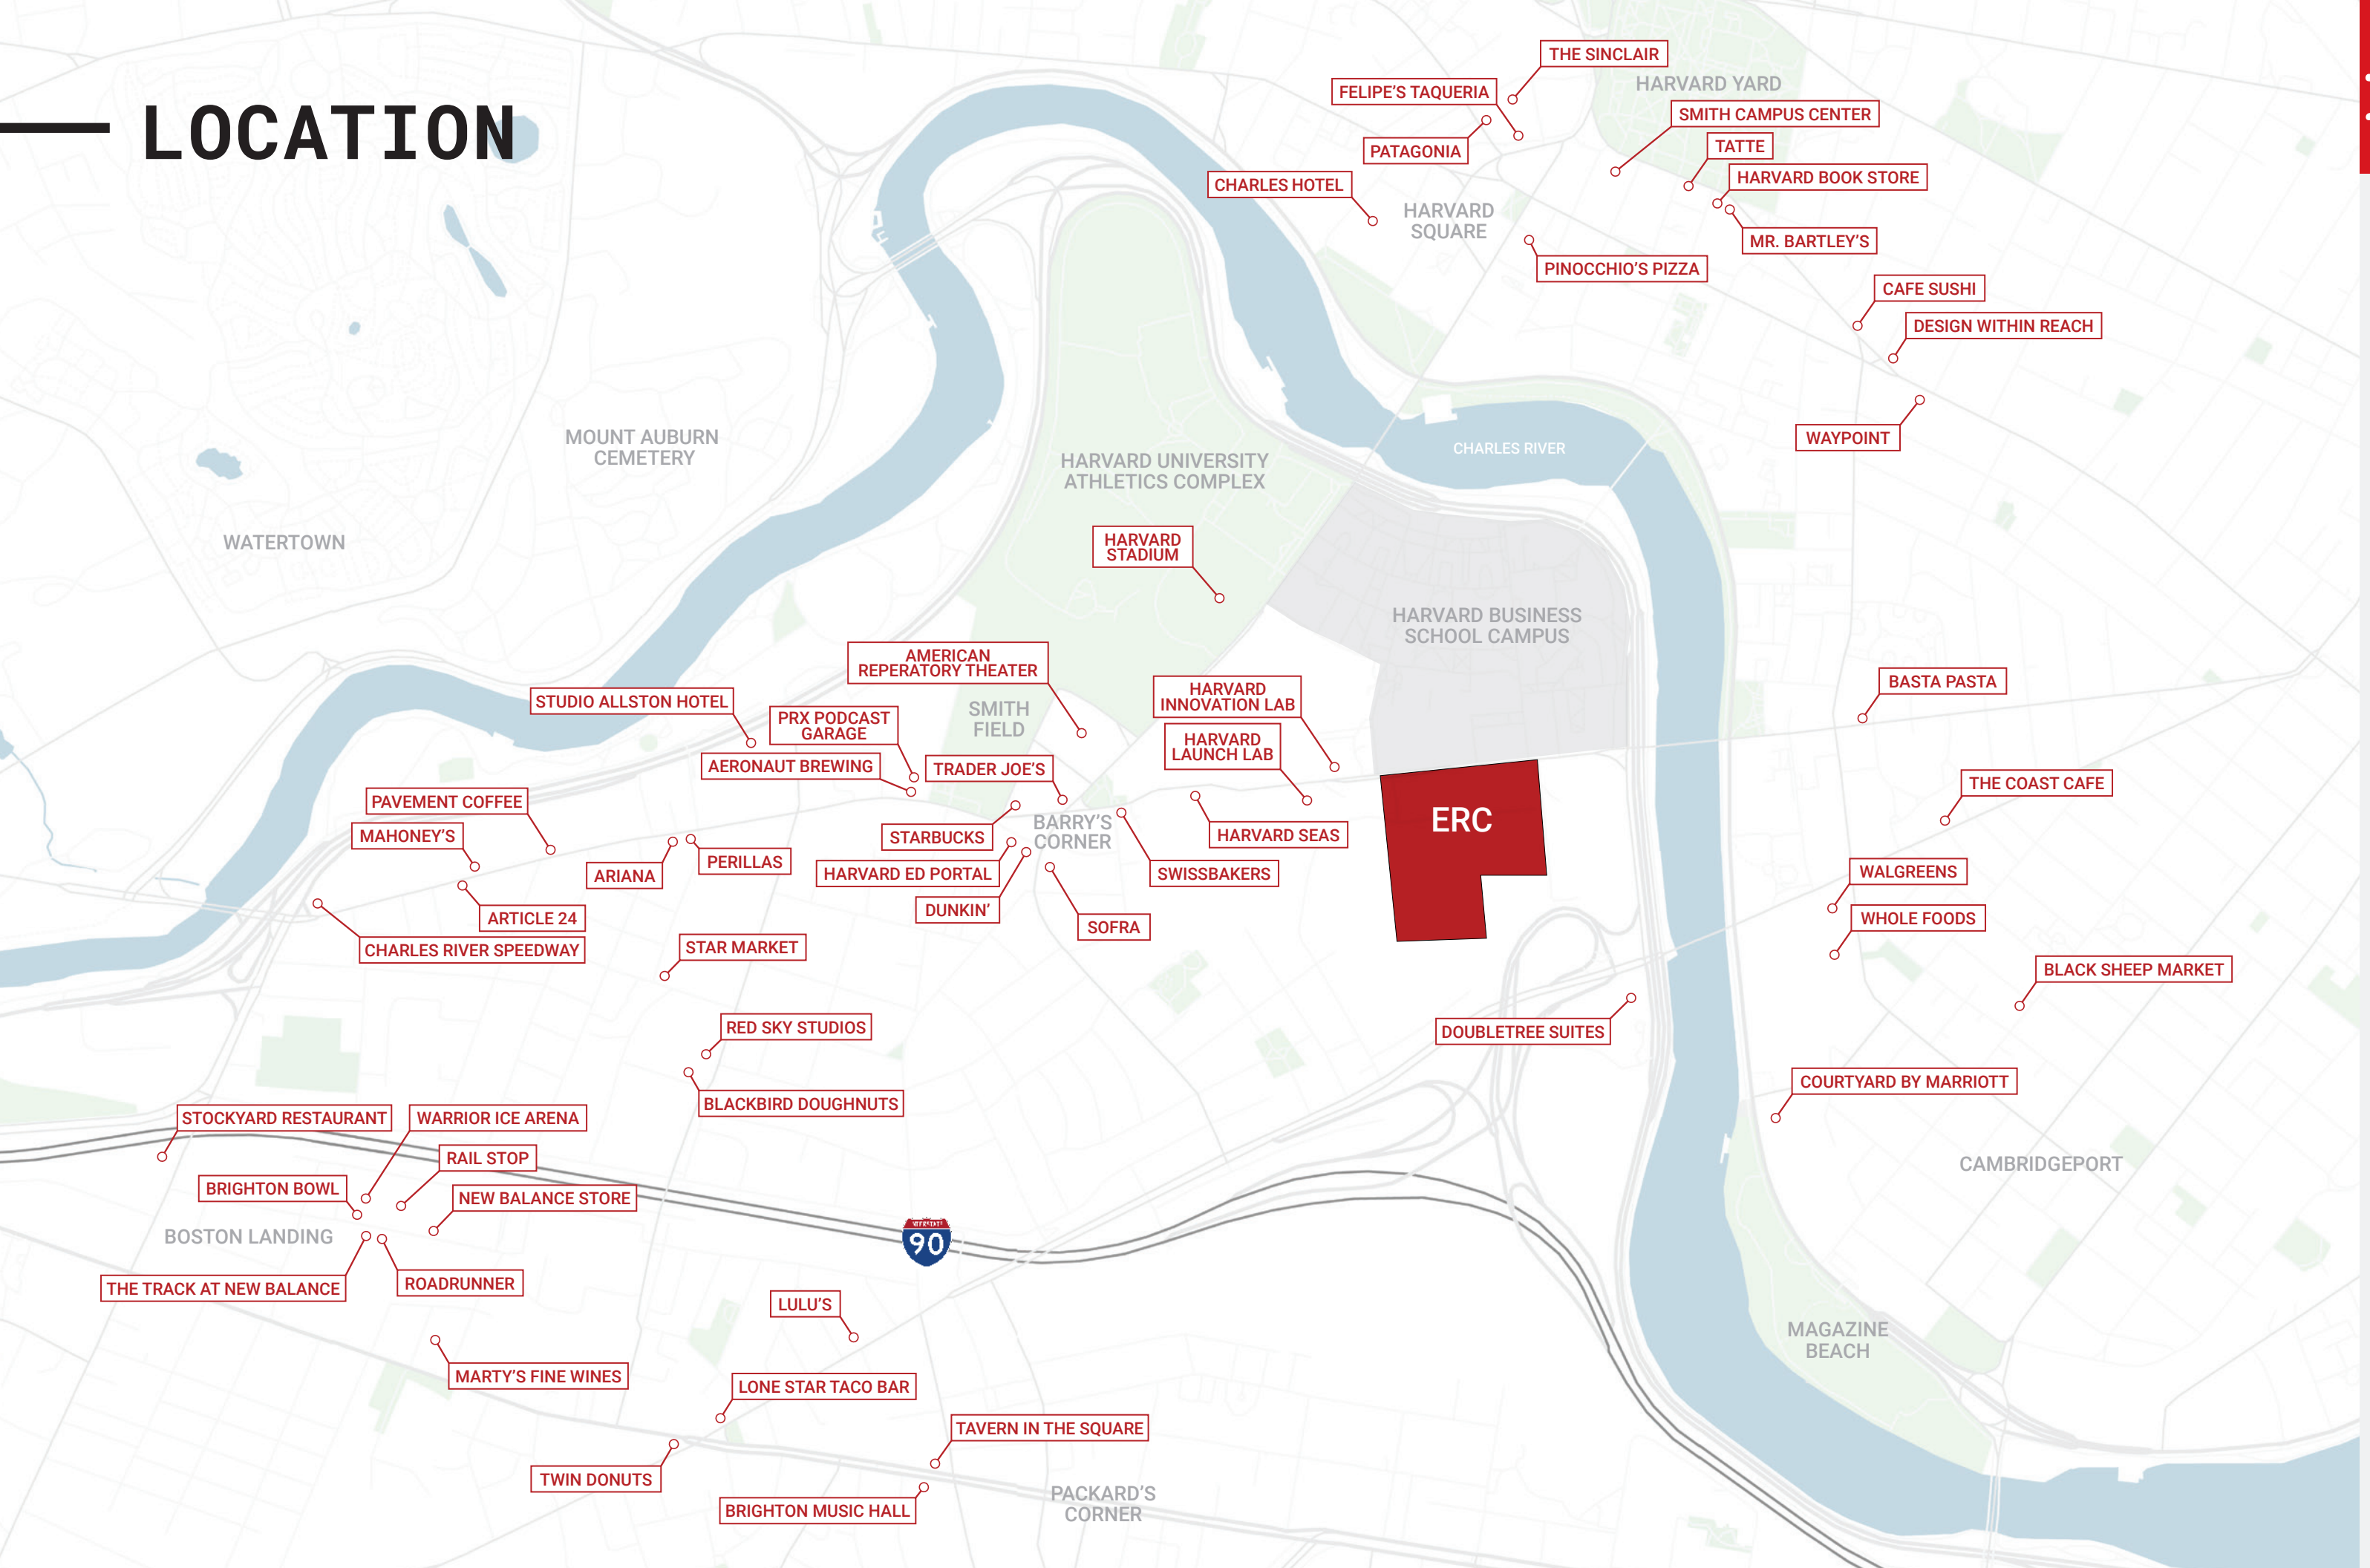 LOCATION
THE SINCLAIR
HARVARD YARD
FELIPE'S TAQUERIA
SMITH CAMPUS CENTER
PATAGONIA
TATTE
CHARLES HOTEL
HARVARD BOOK STORE
HARVARD
SQUARE
MR. BARTLEY'S
PINOCCHIO'S PIZZA
CAFE SUSHI
DESIGN WITHIN REACH
WAYPOINT
MOUNT AUBURN
CEMETERY
CHARLES RIVER
HARVARD UNIVERSITY
ATHLETICS COMPLEX
WATERTOWN
HARVARD
STADIUM
HARVARD BUSINESS
SCHOOL CAMPUS
AMERICAN
REPERATORY THEATER
STUDIO ALLSTON HOTEL
PRX PODCAST
GARAGE
SMITH
FIELD
HARVARD
INNOVATION LAB
BASTA PASTA
HARVARD
LAUNCH LAB
AERONAUT BREWING
TRADER JOE'S
THE COAST CAFE
PAVEMENT COFFEE
MAHONEY'S
STARBUCKS
BARRY'S
CORNER
HARVARD SEAS
ERC
ARIANA
PERILLAS
HARVARD ED PORTAL
SWISSBAKERS
WALGREENS
ARTICLE 24
DUNKIN'
SOFRA
WHOLE FOODS
CHARLES RIVER SPEEDWAY
STAR MARKET
BLACK SHEEP MARKET
RED SKY STUDIOS
DOUBLETREE SUITES
BLACKBIRD DOUGHNUTS
COURTYARD BY MARRIOTT
STOCKYARD RESTAURANT
WARRIOR ICE ARENA
RAIL STOP
CAMBRIDGEPORT
BRIGHTON BOWL
NEW BALANCE STORE
BOSTON LANDING
INTERSTATE
90
THE TRACK AT NEW BALANCE
ROADRUNNER
LULU'S
MAGAZINE
BEACH
MARTY'S FINE WINES
LONE STAR TACO BAR
TAVERN IN THE SQUARE
TWIN DONUTS
BRIGHTON MUSIC HALL
PACKARD'S
CORNER